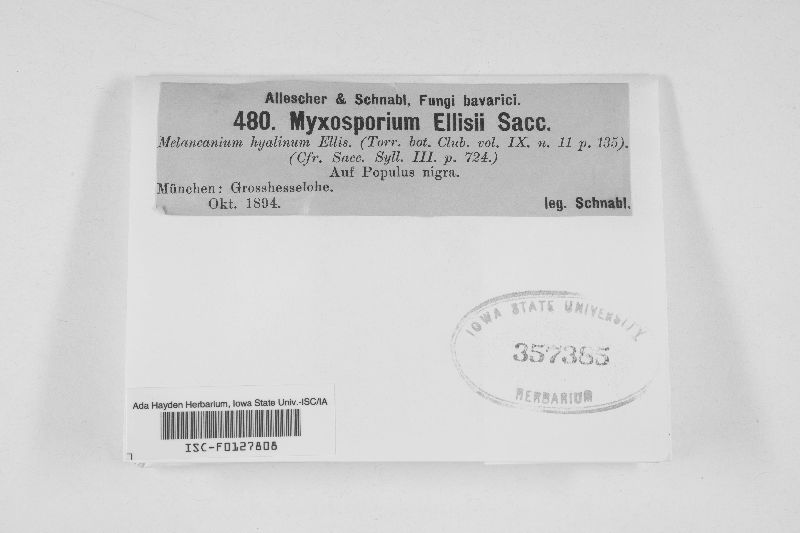 Allescher & Schnabl, Fungi bavarici.
480. Myxosporium Ellisii Sacc.
Melancanium hyalinum Ellis. (Torr. bot. Club. vol. IX. n. 11 p. 135).
(Cfr. Sacc. Syll. III. p. 724.)
Auf Populus nigra.
München: Grosshesselohe.
Okt. 1894.
leg. Schnabl.
IOWA STATE UNIVERSITY
357385
HERBARIUM
Ada Hayden Herbarium, Iowa State Univ.-ISC/IA
ISC-F0127808